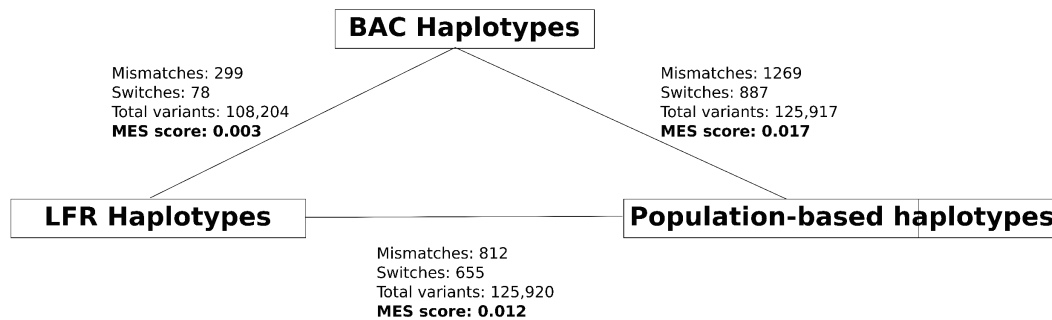 BAC Haplotypes
Mismatches: 299
Switches: 78
Total variants: 108,204
MES score: 0.003
Mismatches: 1269
Switches: 887
Total variants: 125,917
MES score: 0.017
LFR Haplotypes
Population-based haplotypes
Mismatches: 812
Switches: 655
Total variants: 125,920
MES score: 0.012